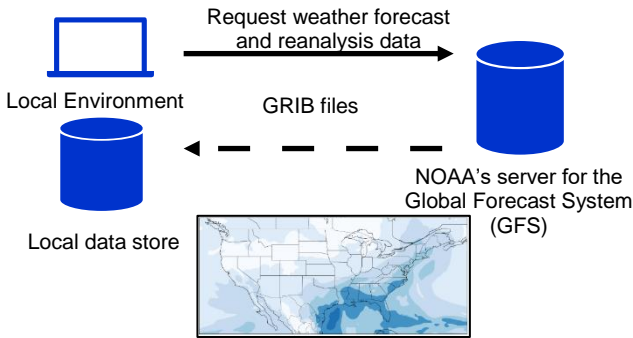 Request weather forecast
and reanalysis data
Local Environment
GRIB files
NOAA's server for the
Global Forecast System
(GFS)
Local data store